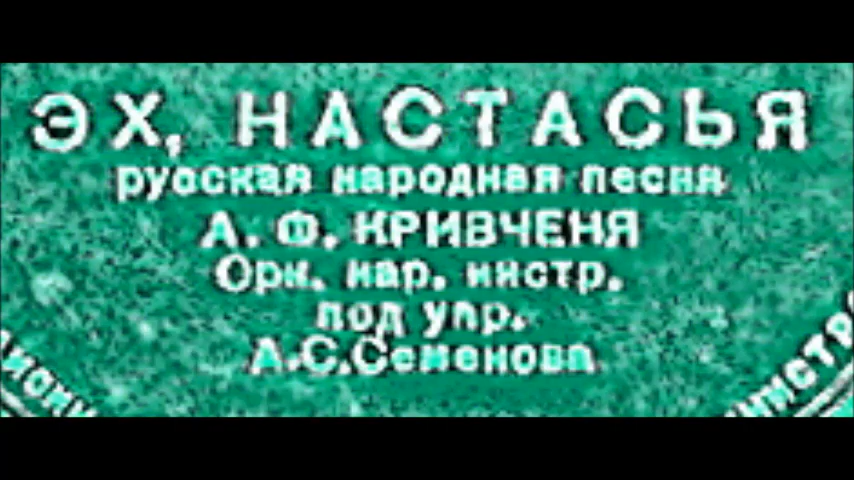 ЭХ, НАСТАСЬЯ
русская народная песня
А. Ф. КРИВЧЕНЯ
Орк. нар. инстр.
под упр.
А.С.Семенова